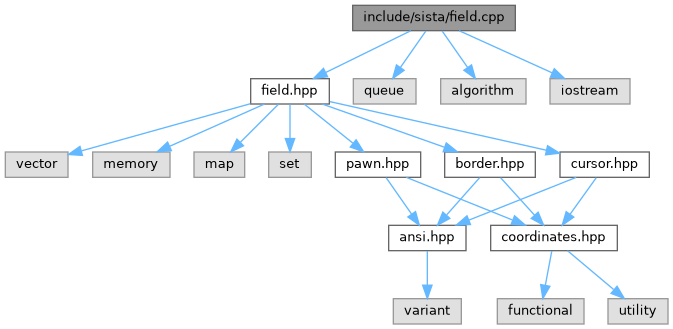 include/sista/field.cpp
field.hpp
queue
algorithm
iostream
vector
memory
map
set
pawn.hpp
border.hpp
cursor.hpp
ansi.hpp
coordinates.hpp
variant
functional
utility